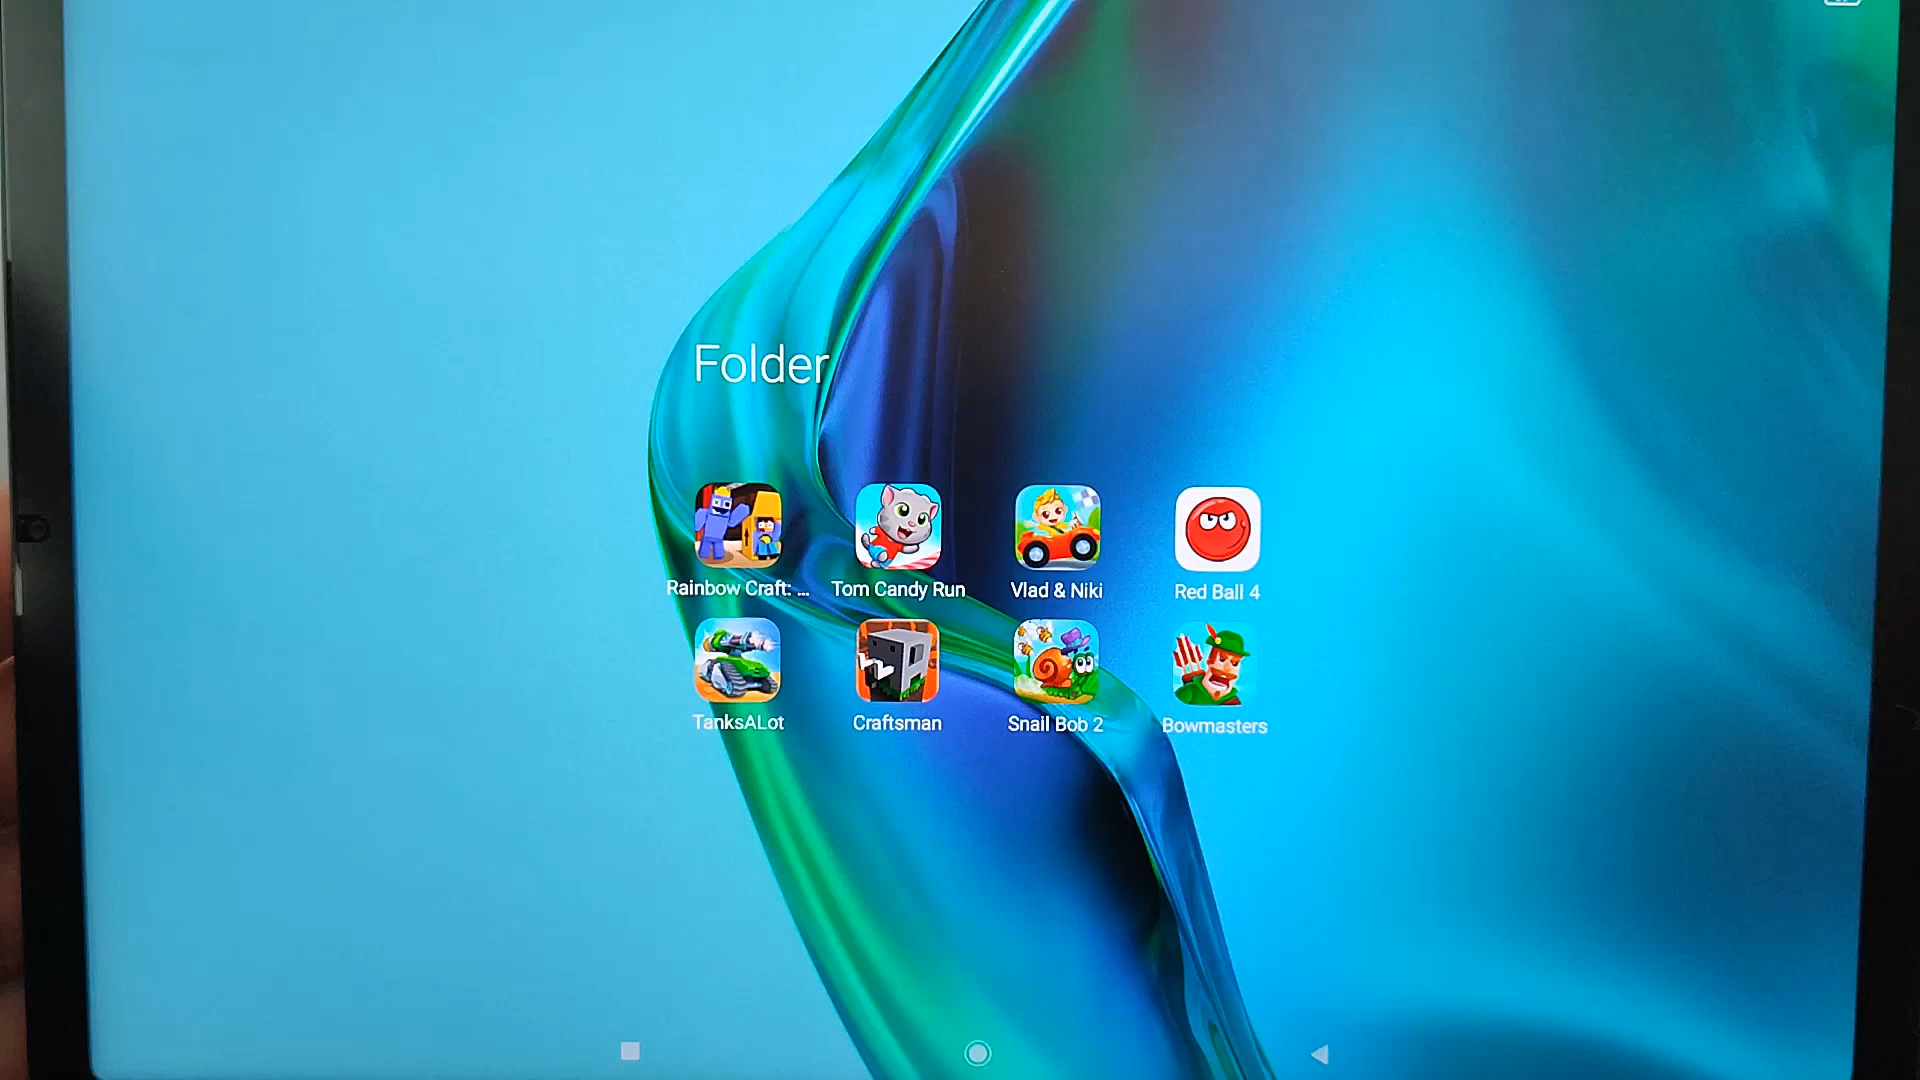 Folder
Rainbow Craft: ...
Tom Candy Run
Vlad & Niki
Red Ball 4
TanksALot
Craftsman
Snail Bob 2
Bowmasters